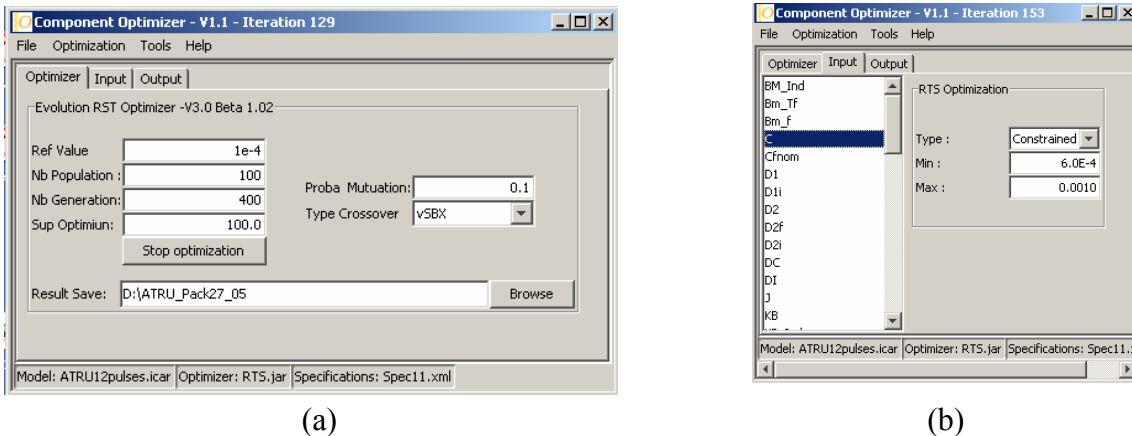 Component Optimizer - V1.1 - Iteration 129
File Optimization Tools Help
Optimizer Input Output
Evolution RST Optimizer -V3.0 Beta 1.02
Ref Value 1e-4
Nb Population : 100
Nb Generation: 400
Sup Optimiun: 100.0
Proba Mutuation: 0.1
Type Crossover vSBX
Stop optimization
Result Save: D:\ATRU_Pack27_05 Browse
Model: ATRU12pulses.icar Optimizer: RTS.jar Specifications: Spec11.xml
(a)
Component Optimizer - V1.1 - Iteration 153
File Optimization Tools Help
Optimizer Input Output
BM_Ind
Bm_Tf
Bm_f
C
Cfnom
D1
D1i
D2
D2f
D2i
DC
DI
J
KB
RTS Optimization
Type : Constrained
Min : 6.0E-4
Max : 0.0010
Model: ATRU12pulses.icar Optimizer: RTS.jar Specifications: Spec11.
(b)